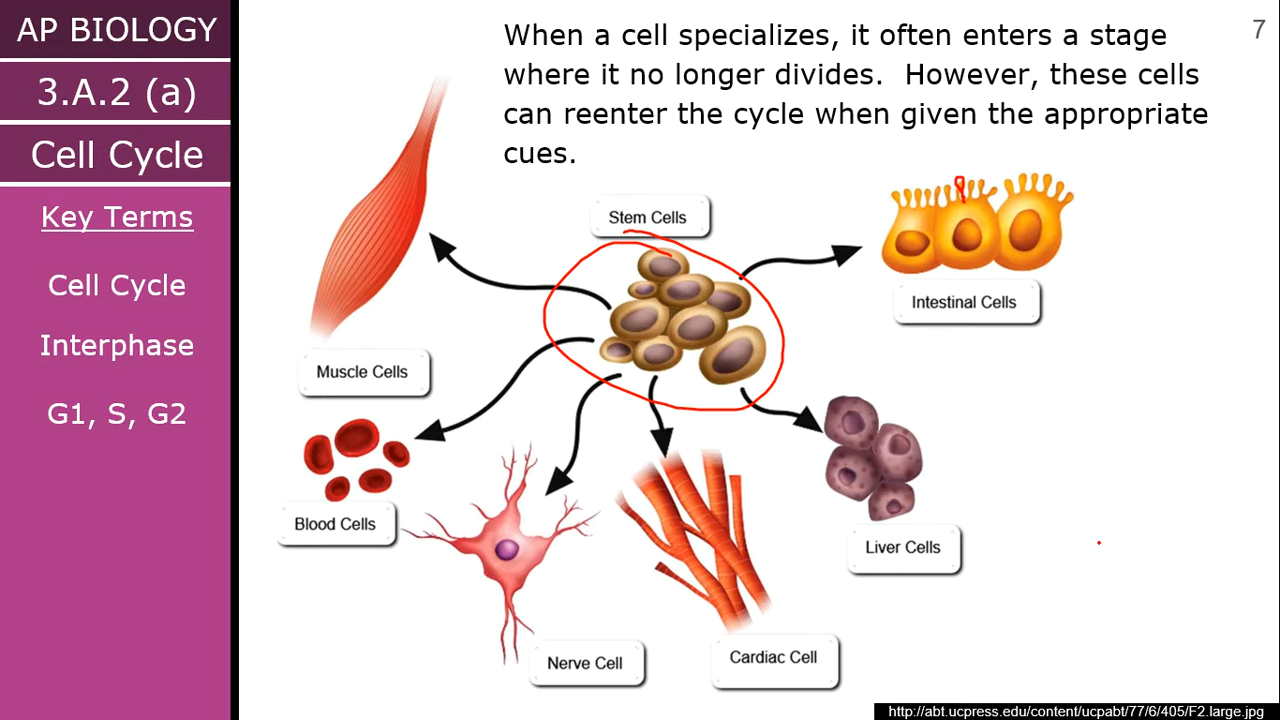 AP BIOLOGY
3.A.2 (a)
Cell Cycle
Key Terms
Cell Cycle
Interphase
G1, S, G2
7
When a cell specializes, it often enters a stage
where it no longer divides.  However, these cells
can reenter the cycle when given the appropriate
cues.
Stem Cells
Intestinal Cells
Muscle Cells
Blood Cells
Liver Cells
Nerve Cell
Cardiac Cell
http://abt.ucpress.edu/content/ucpabt/77/6/405/F2.large.jpg